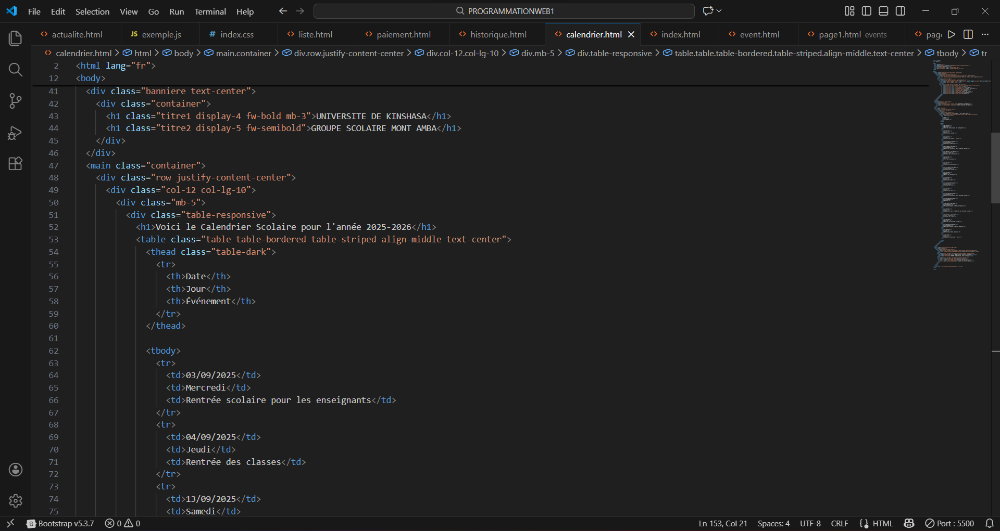 File Edit Selection View Go Run Terminal Help PROGRAMMATIONWEB1
actualite.html JS exemple.js # index.css liste.html paiement.html historique.html calendrier.html index.html event.html page1.html events page
calendrier.html > html > body > main.container > div.row.justify-content-center > div.col-12.col-lg-10 > div.mb-5 > div.table-responsive > table.table.table-bordered.table-striped.align-middle.text-center > tbody > tr
2 <html lang="fr">
12 <body>
41 <div class="banniere text-center">
42 <div class="container">
43 <h1 class="titre1 display-4 fw-bold mb-3">UNIVERSITE DE KINSHASA</h1>
44 <h1 class="titre2 display-5 fw-semibold">GROUPE SCOLAIRE MONT AMBA</h1>
45 </div>
46 </div>
47 <main class="container">
48 <div class="row justify-content-center">
49 <div class="col-12 col-lg-10">
50 <div class="mb-5">
51 <div class="table-responsive">
52 <h1>Voici le Calendrier Scolaire pour l'année 2025-2026</h1>
53 <table class="table table-bordered table-striped align-middle text-center">
54 <thead class="table-dark">
55 <tr>
56 <th>Date</th>
57 <th>Jour</th>
58 <th>Événement</th>
59 </tr>
60 </thead>
61
62 <tbody>
63 <tr>
64 <td>03/09/2025</td>
65 <td>Mercredi</td>
66 <td>Rentrée scolaire pour les enseignants</td>
67 </tr>
68 <tr>
69 <td>04/09/2025</td>
70 <td>Jeudi</td>
71 <td>Rentrée des classes</td>
72 </tr>
73 <tr>
74 <td>13/09/2025</td>
75 <td>Samedi</td>
Bootstrap v5.3.7 0 0 Ln 153, Col 21 Spaces: 4 UTF-8 CRLF {} HTML Port : 5500